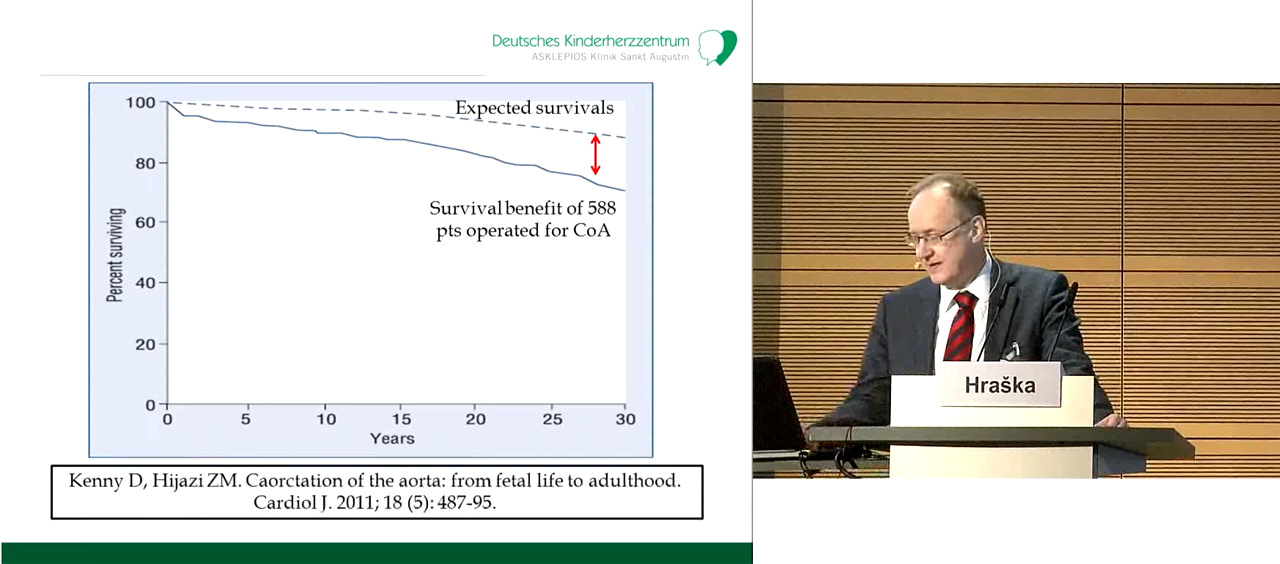 Deutsches Kinderherzzentrum
ASKLEPIOS Klinik Sankt Augustin
100
Expected survivals
80
Survival benefit of 588
pts operated for CoA
60
40
20
0
Percent surviving
0 5 10 15 20 25 30
Years
Kenny D, Hijazi ZM. Caorctation of the aorta: from fetal life to adulthood.
Cardiol J. 2011; 18 (5): 487-95.
Hraška